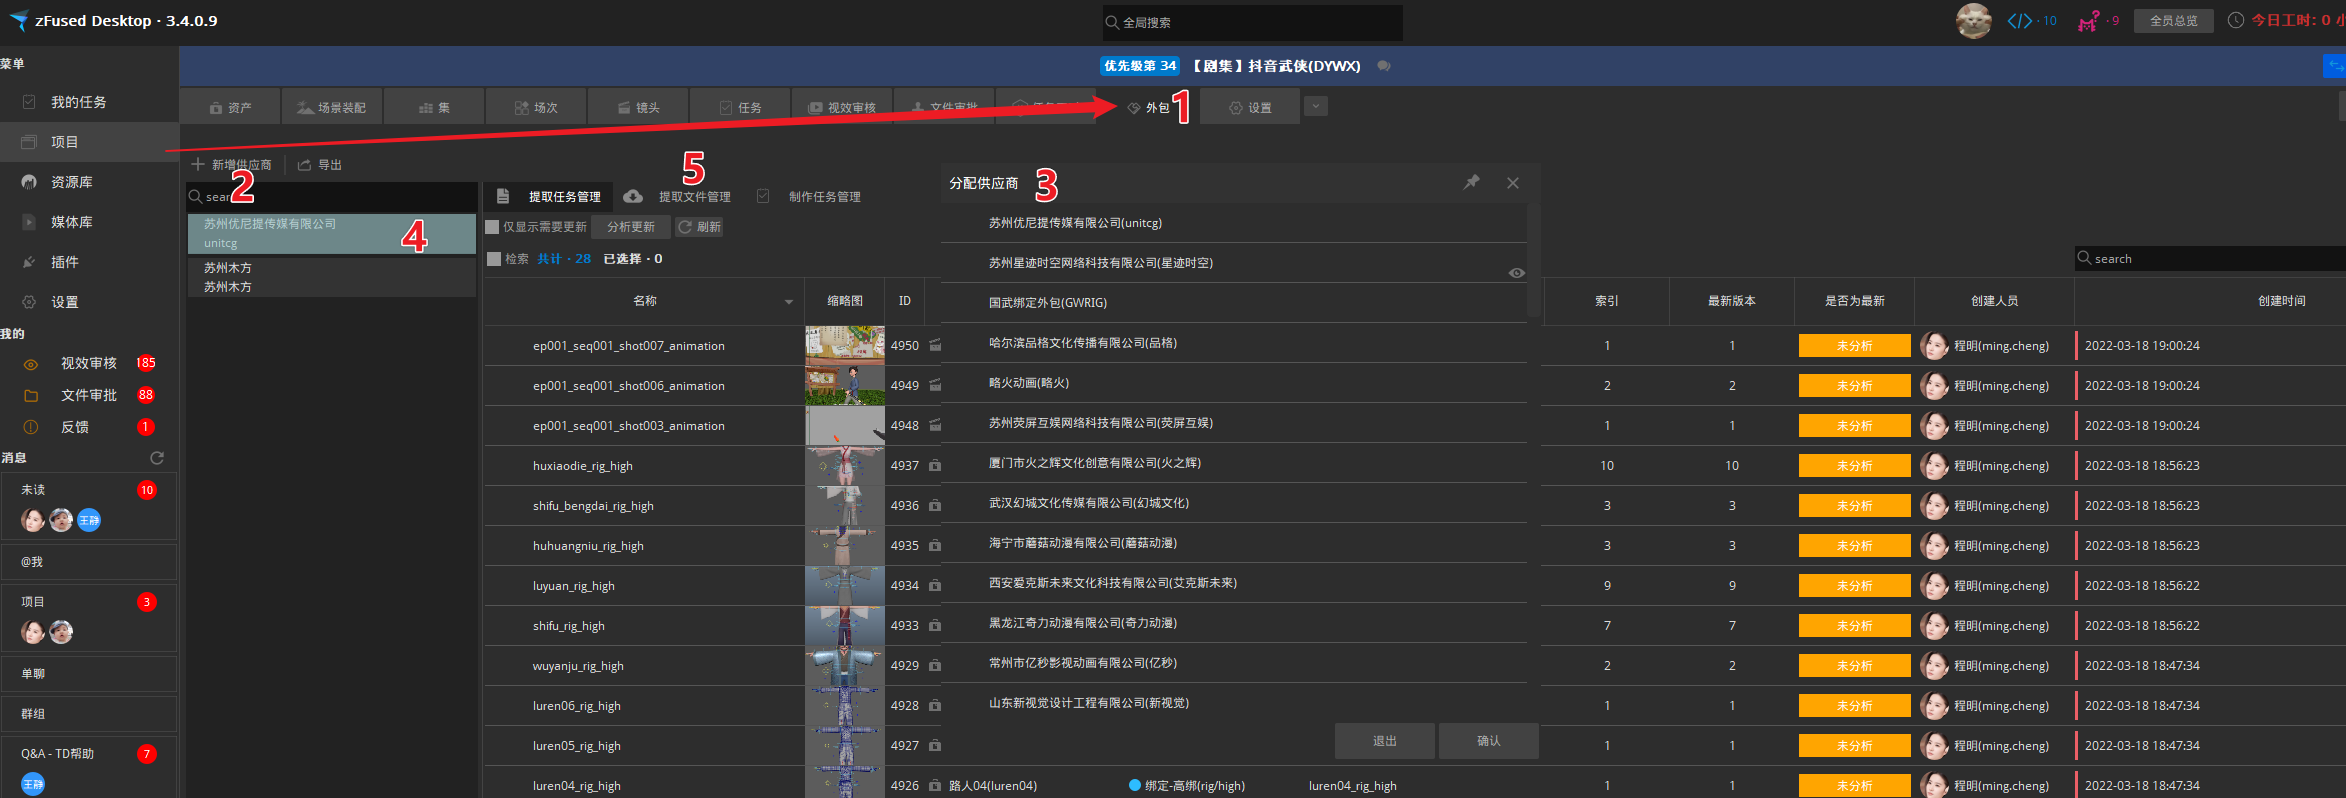 zFused Desktop · 3.4.0.9
全局搜索
· 10
· 9
全员总览
今日工时: 0 小
菜单
优先级第 34
【剧集】抖音武侠(DYWX)
我的任务
项目
资源库
媒体库
插件
设置
资产
场景装配
集
场次
镜头
任务
视效审核
文件审批
外包
1
设置
新增供应商
导出
2
sear
苏州优尼提传媒有限公司
unitcg
4
苏州木方
苏州木方
5
提取任务管理
提取文件管理
制作任务管理
仅显示需要更新
分析更新
刷新
检索
共计 · 28
已选择 · 0
分配供应商
3
苏州优尼提传媒有限公司(unitcg)
苏州星迹时空网络科技有限公司(星迹时空)
国武绑定外包(GWRIG)
哈尔滨品格文化传播有限公司(品格)
略火动画(略火)
苏州荧屏互娱网络科技有限公司(荧屏互娱)
厦门市火之辉文化创意有限公司(火之辉)
武汉幻城文化传媒有限公司(幻城文化)
海宁市蘑菇动漫有限公司(蘑菇动漫)
西安爱克斯未来文化科技有限公司(艾克斯未来)
黑龙江奇力动漫有限公司(奇力动漫)
常州市亿秒影视动画有限公司(亿秒)
山东新视觉设计工程有限公司(新视觉)
退出
确认
search
名称
缩略图
ID
索引
最新版本
是否为最新
创建人员
创建时间
ep001_seq001_shot007_animation 4950 1 1 未分析 程明(ming.cheng) 2022-03-18 19:00:24
ep001_seq001_shot006_animation 4949 2 2 未分析 程明(ming.cheng) 2022-03-18 19:00:24
ep001_seq001_shot003_animation 4948 1 1 未分析 程明(ming.cheng) 2022-03-18 19:00:24
huxiaodie_rig_high 4937 10 10 未分析 程明(ming.cheng) 2022-03-18 18:56:23
shifu_bengdai_rig_high 4936 3 3 未分析 程明(ming.cheng) 2022-03-18 18:56:23
huhuangniu_rig_high 4935 3 3 未分析 程明(ming.cheng) 2022-03-18 18:56:23
luyuan_rig_high 4934 9 9 未分析 程明(ming.cheng) 2022-03-18 18:56:22
shifu_rig_high 4933 7 7 未分析 程明(ming.cheng) 2022-03-18 18:56:22
wuyanju_rig_high 4929 2 2 未分析 程明(ming.cheng) 2022-03-18 18:47:34
luren06_rig_high 4928 1 1 未分析 程明(ming.cheng) 2022-03-18 18:47:34
luren05_rig_high 4927 1 1 未分析 程明(ming.cheng) 2022-03-18 18:47:34
luren04_rig_high 4926 路人04(luren04) 绑定-高绑(rig/high) luren04_rig_high 1 1 未分析 程明(ming.cheng) 2022-03-18 18:47:34
我的
视效审核 185
文件审批 88
反馈 1
消息
未读 10
王静
@我
项目 3
单聊
群组
Q&A - TD帮助 7
王静